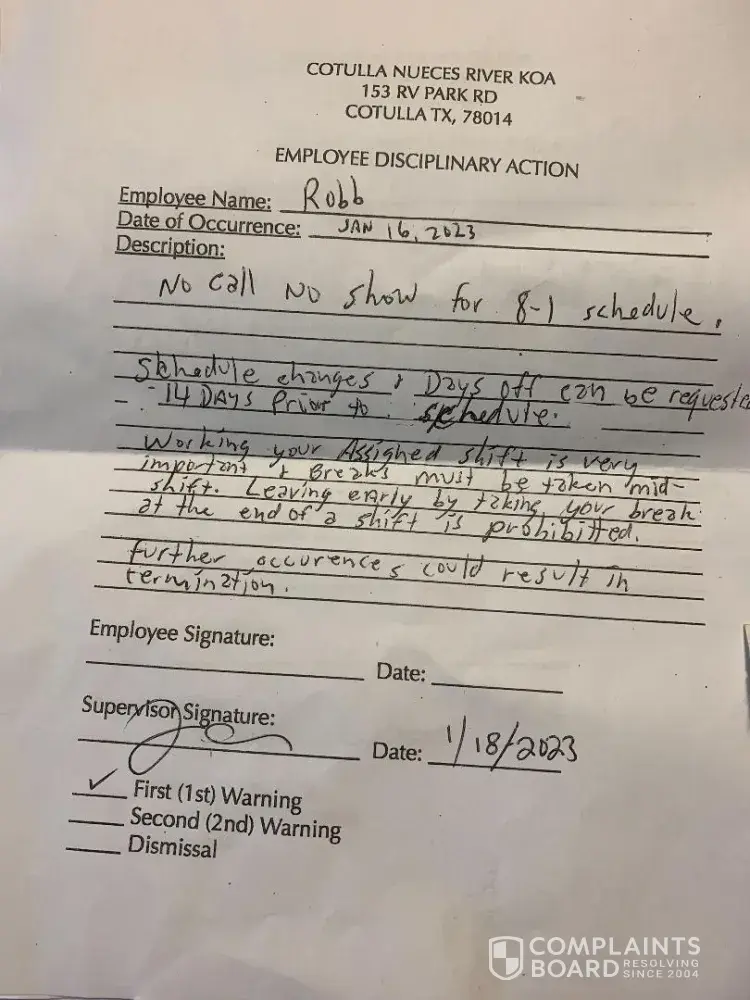 COTULLA NUECES RIVER KOA
153 RV PARK RD
COTULLA TX, 78014
EMPLOYEE DISCIPLINARY ACTION
Employee Name: Robb
Date of Occurrence: JAN 16, 2023
Description:
No call No show for 8-1 schedule.
Skhedule changes & Days off can be requested
- 14 DAYS Prior to schedule.
Working your Assigned shift is very
important & Breaks must be taken mid-
shift. Leaving early by taking your break
at the end of a shift is prohibitted.
further occurences could result in
termination.
Employee Signature:
Date:
Supervisor Signature:
Date: 1/18/2023
✓ First (1st) Warning
Second (2nd) Warning
Dismissal
COMPLAINTS
BOARD RESOLVING
SINCE 2004